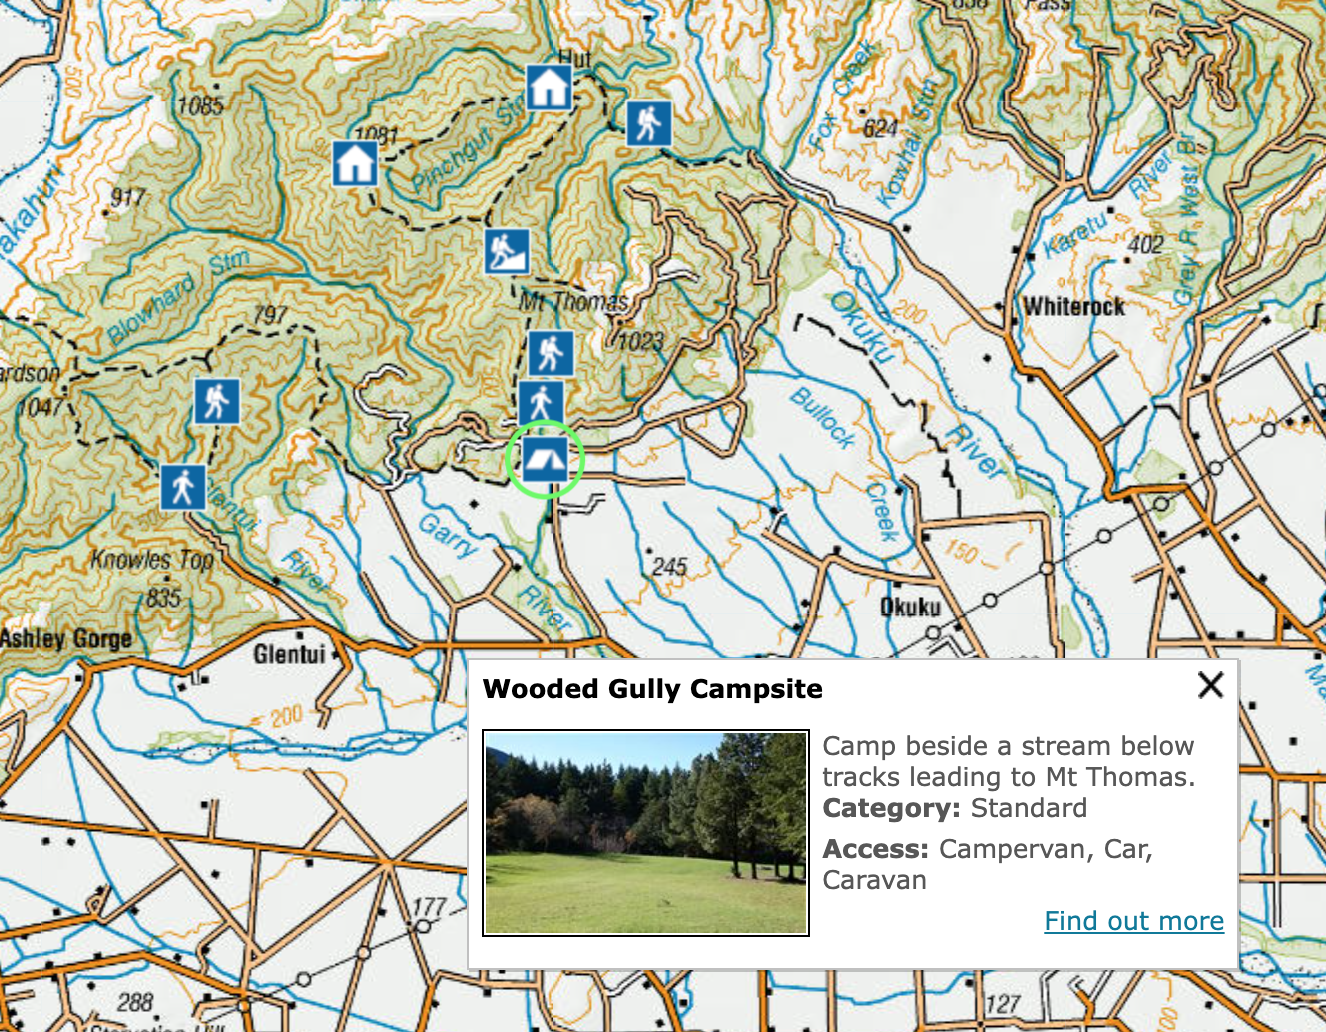 Hut
Pass
1085
1081
Pinchgut Stm
Fox Creek
624
Kowhai Stm
917
Blowhard Stm
797
Mt Thomas
1023
Okuku
River
200
Karetu River
402
Grey R West Br
Whiterock
1047
Bullock
Creek
Garry
River
245
150
Okuku
Knowles Top
835
River
Ashley Gorge
Glentui
200
177
288
127
Wooded Gully Campsite
Camp beside a stream below
tracks leading to Mt Thomas.
Category: Standard
Access: Campervan, Car,
Caravan
Find out more